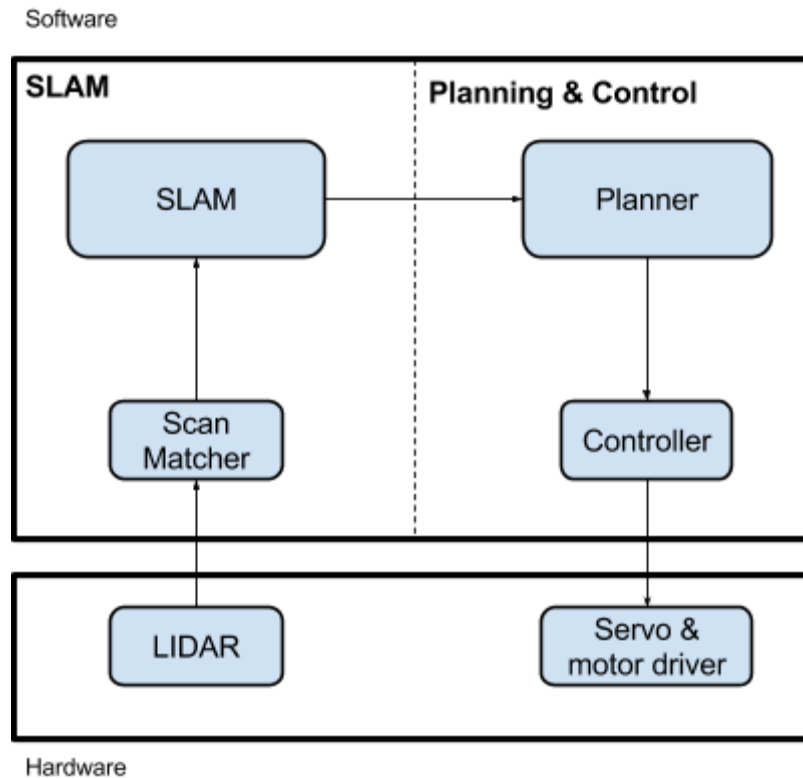 Software
SLAM
Planning & Control
SLAM
Planner
Scan
Matcher
Controller
LIDAR
Servo &
motor driver
Hardware